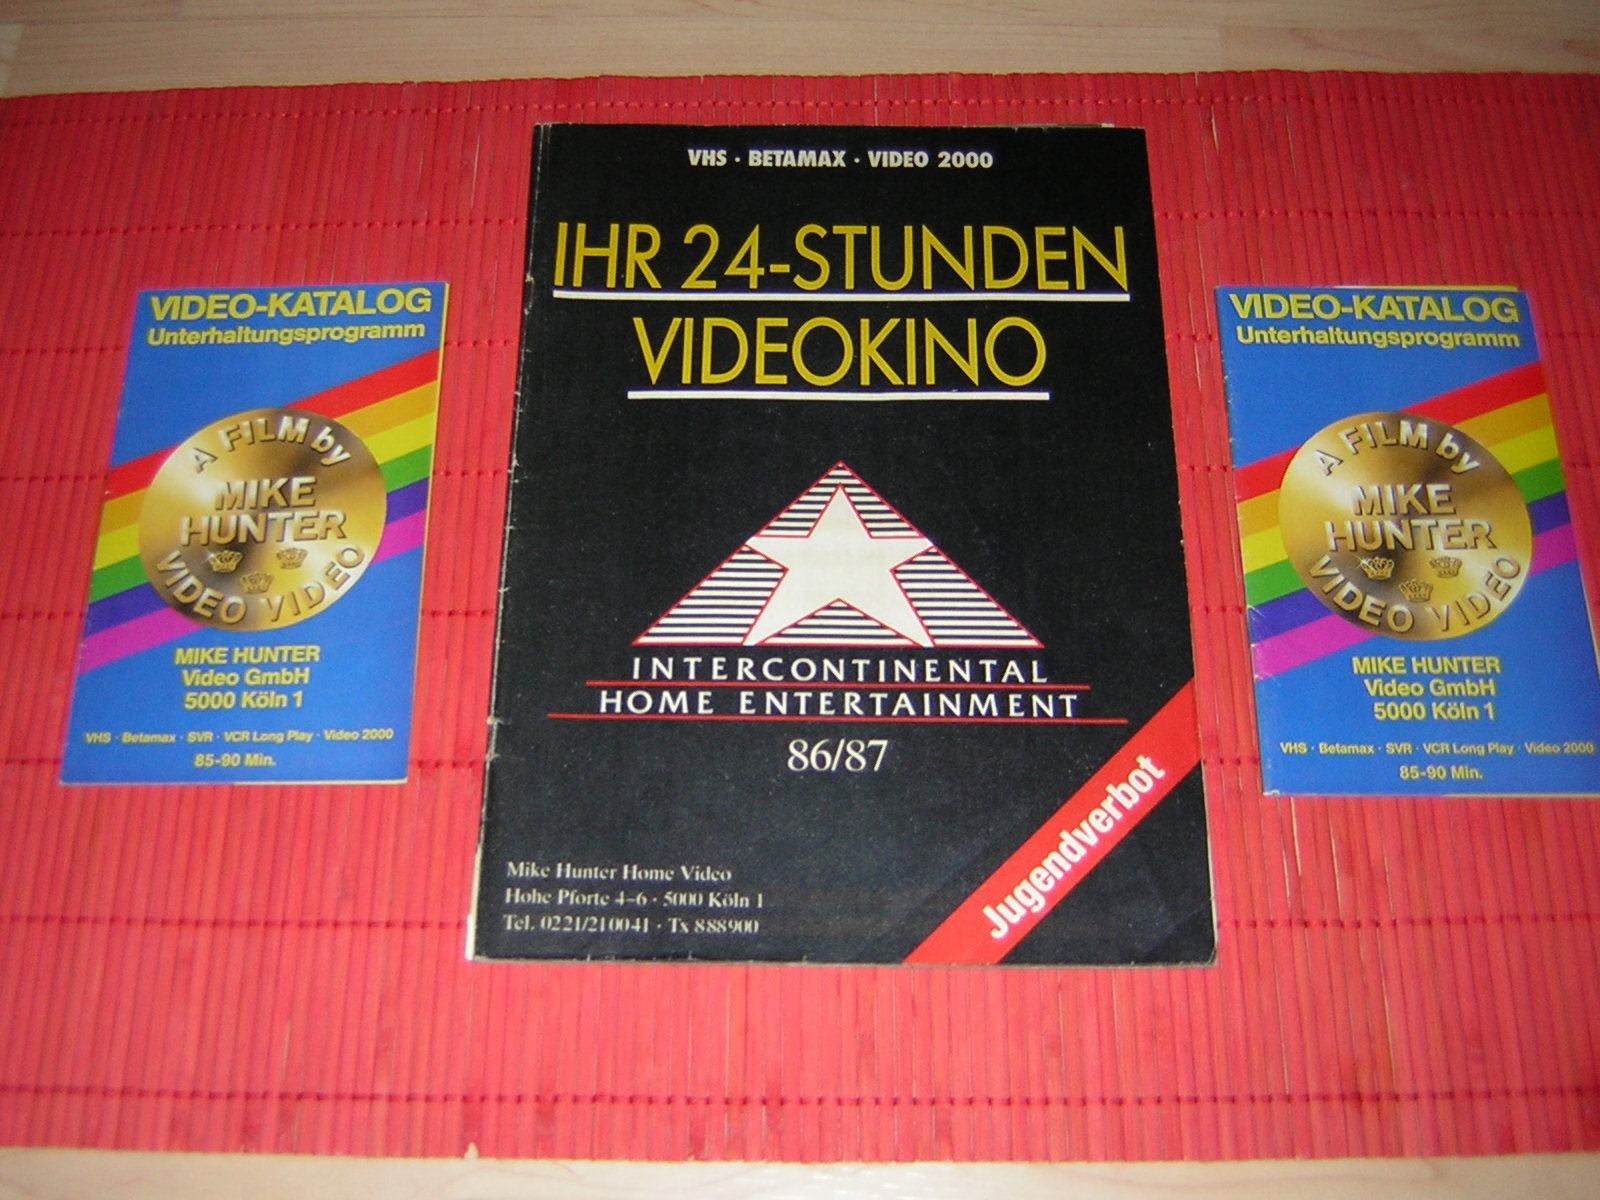 VIDEO-KATALOG
Unterhaltungsprogramm
A FILM by
MIKE
HUNTER
VIDEO VIDEO
MIKE HUNTER
Video GmbH
5000 Köln 1
VHS · Betamax · SVR · VCR Long Play · Video 2000
85-90 Min.
VHS · BETAMAX · VIDEO 2000
IHR 24-STUNDEN
VIDEOKINO
INTERCONTINENTAL
HOME ENTERTAINMENT
86/87
Jugendverbot
Mike Hunter Home Video
Hohe Pforte 4-6 · 5000 Köln 1
Tel. 0221/210041 · Tx 888900
VIDEO-KATALOG
Unterhaltungsprogramm
A FILM by
MIKE
HUNTER
VIDEO VIDEO
MIKE HUNTER
Video GmbH
5000 Köln 1
VHS · Betamax · SVR · VCR Long Play · Video 2000
85-90 Min.